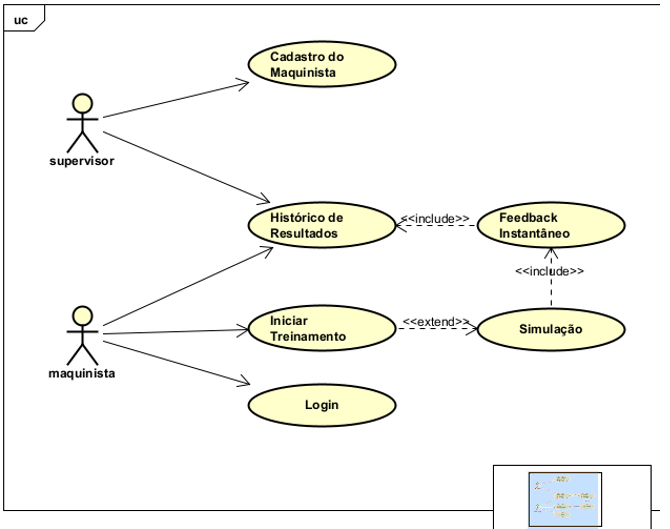 uc
Cadastro do
Maquinista
supervisor
Histórico de
Resultados
<<include>>
Feedback
Instantâneo
<<include>>
maquinista
Iniciar
Treinamento
<<extend>>
Simulação
Login